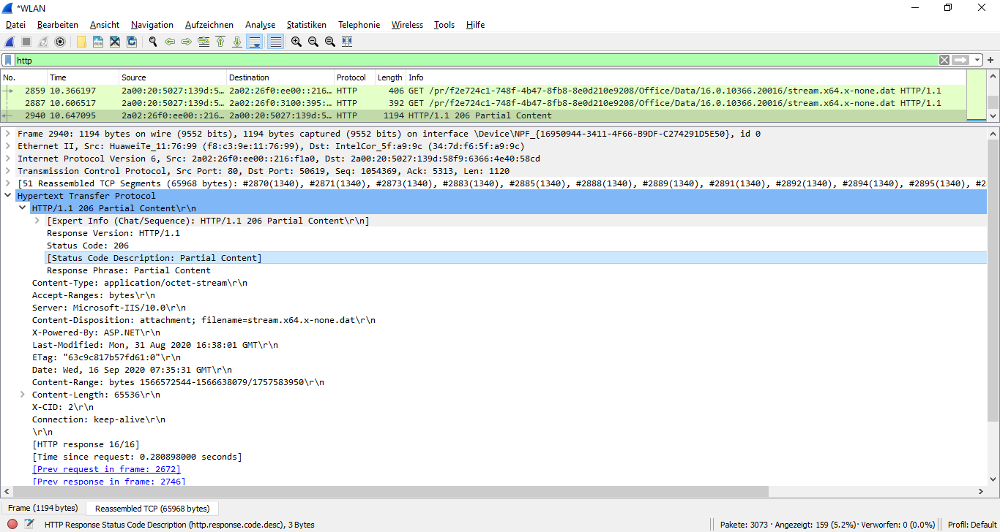 *WLAN
Datei Bearbeiten Ansicht Navigation Aufzeichnen Analyse Statistiken Telephonie Wireless Tools Hilfe
http
No. Time Source Destination Protocol Length Info
2859 10.366197 2a00:20:5027:139d:5… 2a02:26f0:ee00::216… HTTP 406 GET /pr/f2e724c1-748f-4b47-8fb8-8e0d210e9208/Office/Data/16.0.10366.20016/stream.x64.x-none.dat HTTP/1.1
2887 10.606517 2a00:20:5027:139d:5… 2a02:26f0:3100:395:… HTTP 392 GET /pr/f2e724c1-748f-4b47-8fb8-8e0d210e9208/Office/Data/16.0.10366.20016/stream.x64.x-none.dat HTTP/1.1
2940 10.647095 2a02:26f0:ee00::216… 2a00:20:5027:139d:5… HTTP 1194 HTTP/1.1 206 Partial Content
Frame 2940: 1194 bytes on wire (9552 bits), 1194 bytes captured (9552 bits) on interface \Device\NPF_{16950944-3411-4F66-B9DF-C274291D5E50}, id 0
Ethernet II, Src: HuaweiTe_11:76:99 (f8:c3:9e:11:76:99), Dst: IntelCor_5f:a9:9c (34:7d:f6:5f:a9:9c)
Internet Protocol Version 6, Src: 2a02:26f0:ee00::216:f1a0, Dst: 2a00:20:5027:139d:58f9:6366:4e40:58cd
Transmission Control Protocol, Src Port: 80, Dst Port: 50619, Seq: 1054369, Ack: 5313, Len: 1120
[51 Reassembled TCP Segments (65968 bytes): #2870(1340), #2871(1340), #2873(1340), #2883(1340), #2885(1340), #2888(1340), #2889(1340), #2891(1340), #2892(1340), #2894(1340), #2895(1340), #2
Hypertext Transfer Protocol
HTTP/1.1 206 Partial Content\r\n
[Expert Info (Chat/Sequence): HTTP/1.1 206 Partial Content\r\n]
Response Version: HTTP/1.1
Status Code: 206
[Status Code Description: Partial Content]
Response Phrase: Partial Content
Content-Type: application/octet-stream\r\n
Accept-Ranges: bytes\r\n
Server: Microsoft-IIS/10.0\r\n
Content-Disposition: attachment; filename=stream.x64.x-none.dat\r\n
X-Powered-By: ASP.NET\r\n
Last-Modified: Mon, 31 Aug 2020 16:38:01 GMT\r\n
ETag: "63c9c817b57fd61:0"\r\n
Date: Wed, 16 Sep 2020 07:35:31 GMT\r\n
Content-Range: bytes 1566572544-1566638079/1757583950\r\n
Content-Length: 65536\r\n
X-CID: 2\r\n
Connection: keep-alive\r\n
\r\n
[HTTP response 16/16]
[Time since request: 0.280898000 seconds]
[Prev request in frame: 2672]
[Prev response in frame: 2746]
Frame (1194 bytes) Reassembled TCP (65968 bytes)
HTTP Response Status Code Description (http.response.code.desc), 3 Bytes Pakete: 3073 · Angezeigt: 159 (5.2%) · Verworfen: 0 (0.0%) Profil: Default